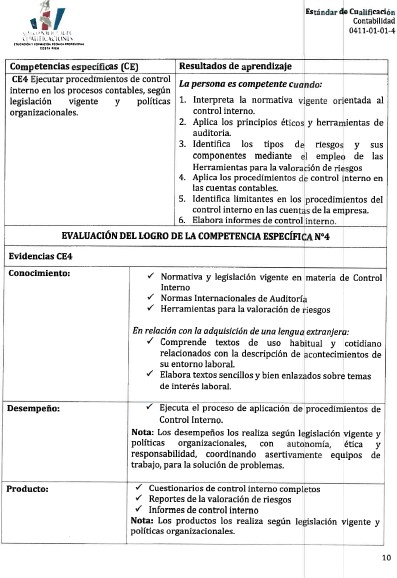 Estándar de Cualificación
Contabilidad
0411-01-01-4
CUALIFICACIONES
EDUCACIÓN Y FORMACIÓN TÉCNICA PROFESIONAL
COSTA RICA
Competencias específicas (CE)
Resultados de aprendizaje
CE4 Ejecutar procedimientos de control
interno en los procesos contables, según
legislación vigente y políticas
organizacionales.
La persona es competente cuando:
1. Interpreta la normativa vigente orientada al
control interno.
2. Aplica los principios éticos y herramientas de
auditoría.
3. Identifica los tipos de riesgos y sus
componentes mediante el empleo de las
Herramientas para la valoración de riesgos
4. Aplica los procedimientos de control interno en
las cuentas contables.
5. Identifica limitantes en los procedimientos del
control interno en las cuentas de la empresa.
6. Elabora informes de control interno.
EVALUACIÓN DEL LOGRO DE LA COMPETENCIA ESPECÍFICA N°4
Evidencias CE4
Conocimiento:
✓ Normativa y legislación vigente en materia de Control
Interno
✓ Normas Internacionales de Auditoría
✓ Herramientas para la valoración de riesgos
En relación con la adquisición de una lengua extranjera:
✓ Comprende textos de uso habitual y cotidiano
relacionados con la descripción de acontecimientos de
su entorno laboral.
✓ Elabora textos sencillos y bien enlazados sobre temas
de interés laboral.
Desempeño:
✓ Ejecuta el proceso de aplicación de procedimientos de
Control Interno.
Nota: Los desempeños los realiza según legislación vigente y
políticas organizacionales, con autonomía, ética y
responsabilidad, coordinando asertivamente equipos de
trabajo, para la solución de problemas.
Producto:
✓ Cuestionarios de control interno completos
✓ Reportes de la valoración de riesgos
✓ Informes de control interno
Nota: Los productos los realiza según legislación vigente y
políticas organizacionales.
10